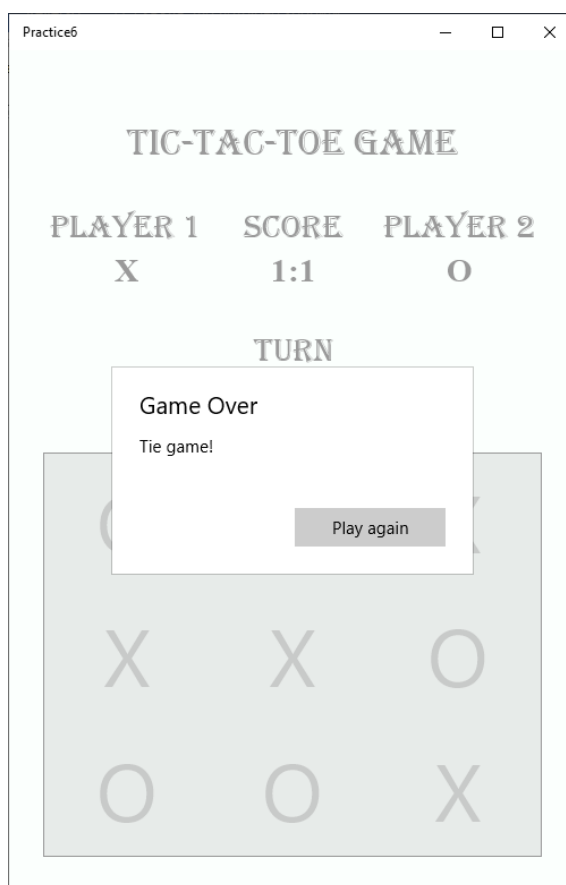 Practice6
TIC-TAC-TOE GAME
PLAYER 1 SCORE PLAYER 2
X 1:1 O
TURN
Game Over
Tie game!
Play again
X X O
O O X